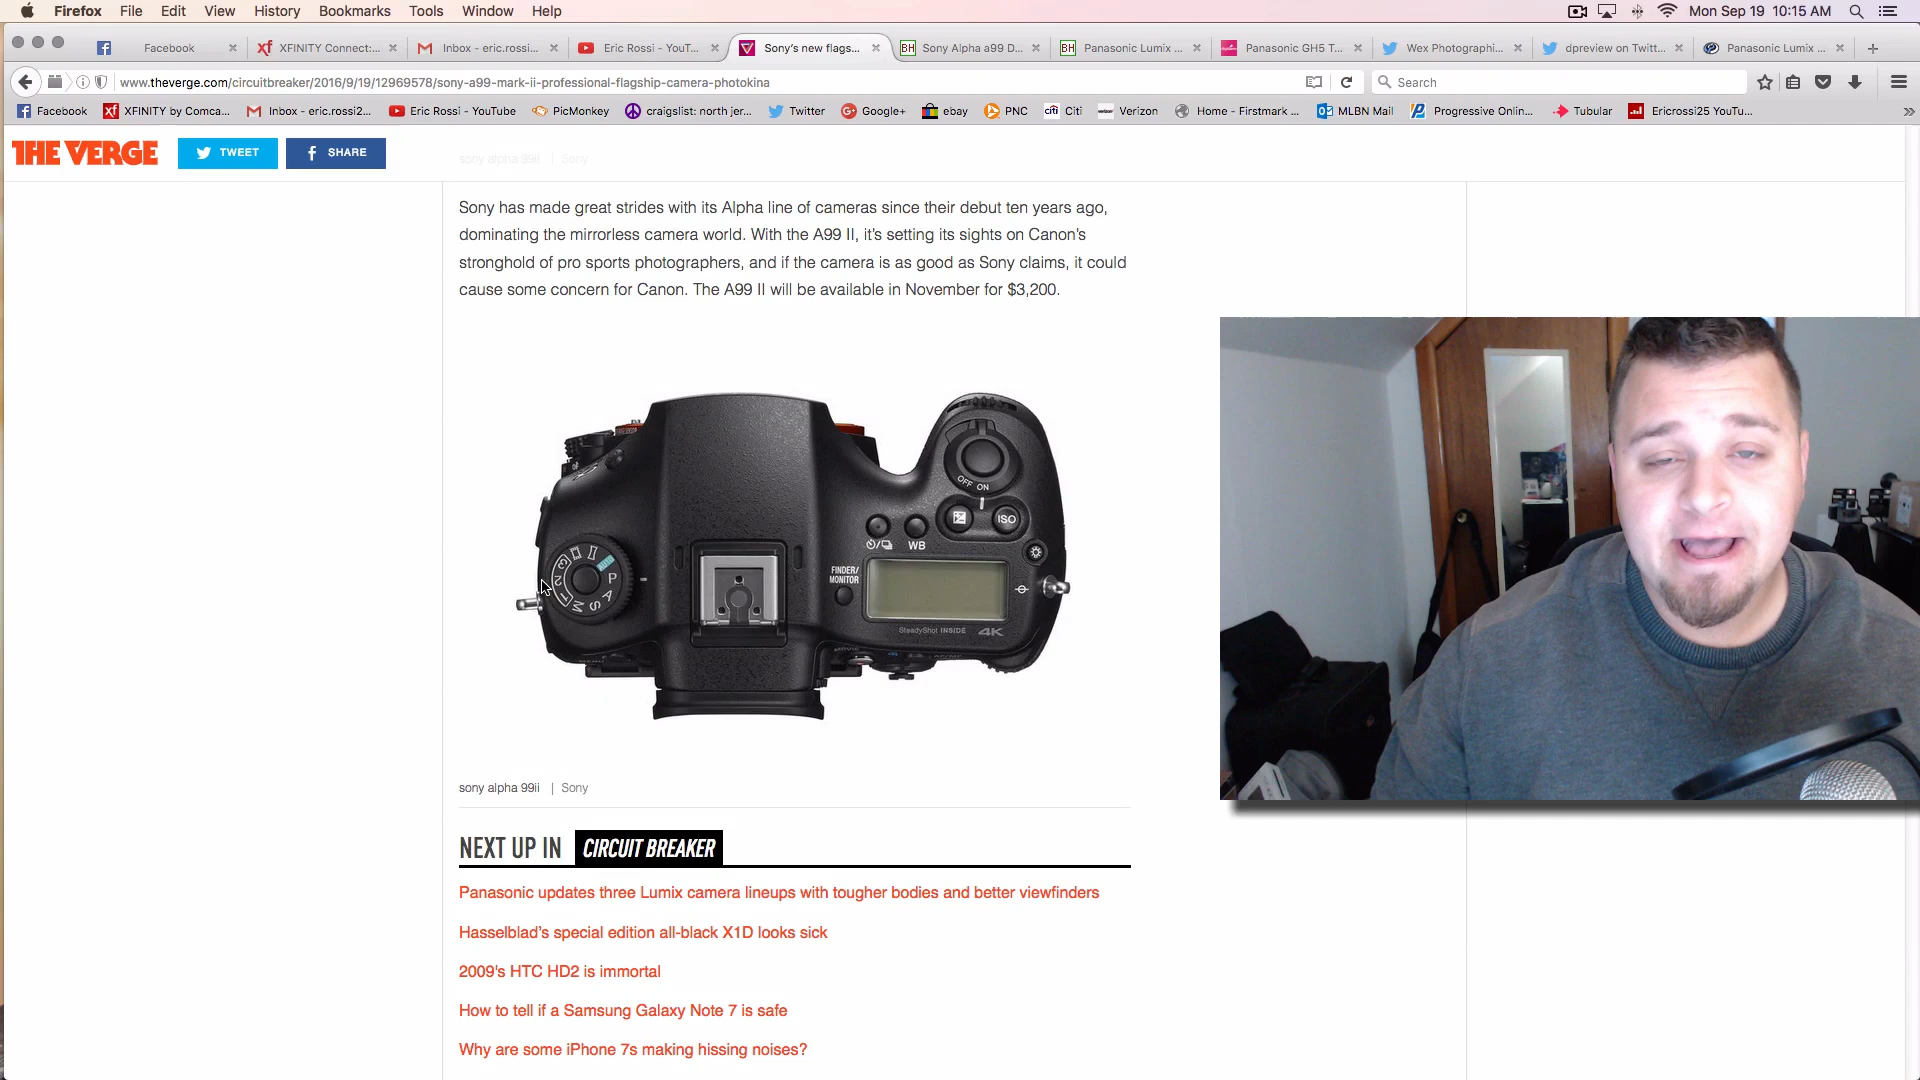 Firefox File Edit View History Bookmarks Tools Window Help Mon Sep 19 10:15 AM
Facebook XFINITY Connect:... Inbox - eric.rossi... Eric Rossi - YouT... Sony's new flags... Sony Alpha a99 D... Panasonic Lumix ... Panasonic GH5 T... Wex Photographi... dpreview on Twitt... Panasonic Lumix ...
www.theverge.com/circuitbreaker/2016/9/19/12969578/sony-a99-mark-ii-professional-flagship-camera-photokina Search
Facebook XFINITY by Comca... Inbox - eric.rossi2... Eric Rossi - YouTube PicMonkey craigslist: north jer... Twitter Google+ ebay PNC citi Citi Verizon Home - Firstmark ... MLBN Mail Progressive Onlin... Tubular Ericrossi25 YouTu...
THE VERGE TWEET SHARE
sony alpha 99ii | Sony
Sony has made great strides with its Alpha line of cameras since their debut ten years ago,
dominating the mirrorless camera world. With the A99 II, it's setting its sights on Canon's
stronghold of pro sports photographers, and if the camera is as good as Sony claims, it could
cause some concern for Canon. The A99 II will be available in November for $3,200.
OFF ON
ISO
WB
FINDER/
MONITOR
P A S M 1 2 3
SteadyShot INSIDE 4K
sony alpha 99ii | Sony
NEXT UP IN CIRCUIT BREAKER
Panasonic updates three Lumix camera lineups with tougher bodies and better viewfinders
Hasselblad's special edition all-black X1D looks sick
2009's HTC HD2 is immortal
How to tell if a Samsung Galaxy Note 7 is safe
Why are some iPhone 7s making hissing noises?